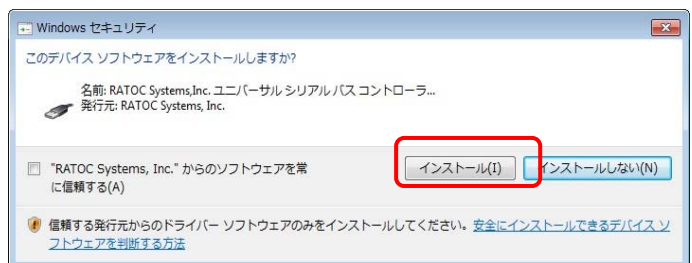 Windows セキュリティ
このデバイス ソフトウェアをインストールしますか?
名前: RATOC Systems,Inc. ユニバーサル シリアル バス コントローラ...
発行元: RATOC Systems, Inc.
"RATOC Systems, Inc." からのソフトウェアを常
に信頼する(A)
インストール(I)
インストールしない(N)
信頼する発行元からのドライバー ソフトウェアのみをインストールしてください。安全にインストールできるデバイス ソ
フトウェアを判断する方法